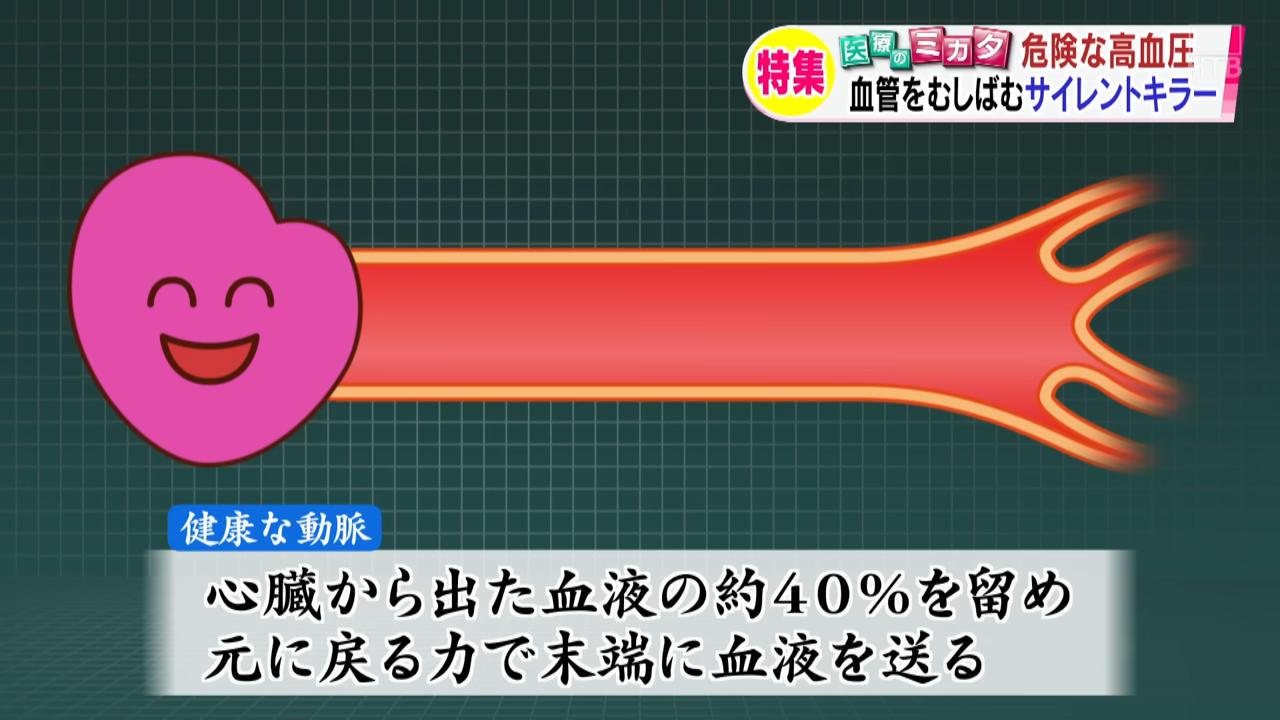 特集
医療のミカタ 危険な高血圧
血管をむしばむサイレントキラー
HTB
健康な動脈
心臓から出た血液の約40%を留め
元に戻る力で末端に血液を送る